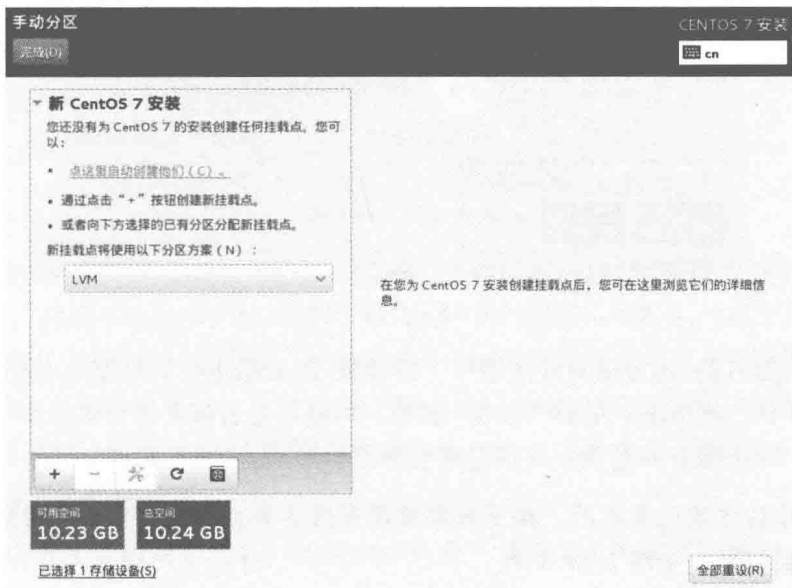 手动分区
CENTOS 7 安装
完成(D)
cn
新 CentOS 7 安装
您还没有为 CentOS 7 的安装创建任何挂载点。您可
以：
点这里自动创建他们(C)。
通过点击“+”按钮创建新挂载点。
或者向下方选择的已有分区分配新挂载点。
新挂载点将使用以下分区方案(N)：
LVM
在您为 CentOS 7 安装创建挂载点后，您可在这里浏览它们的详细信
息。
+ -
可用空间
10.23 GB
总空间
10.24 GB
已选择 1 存储设备(S)
全部重设(R)